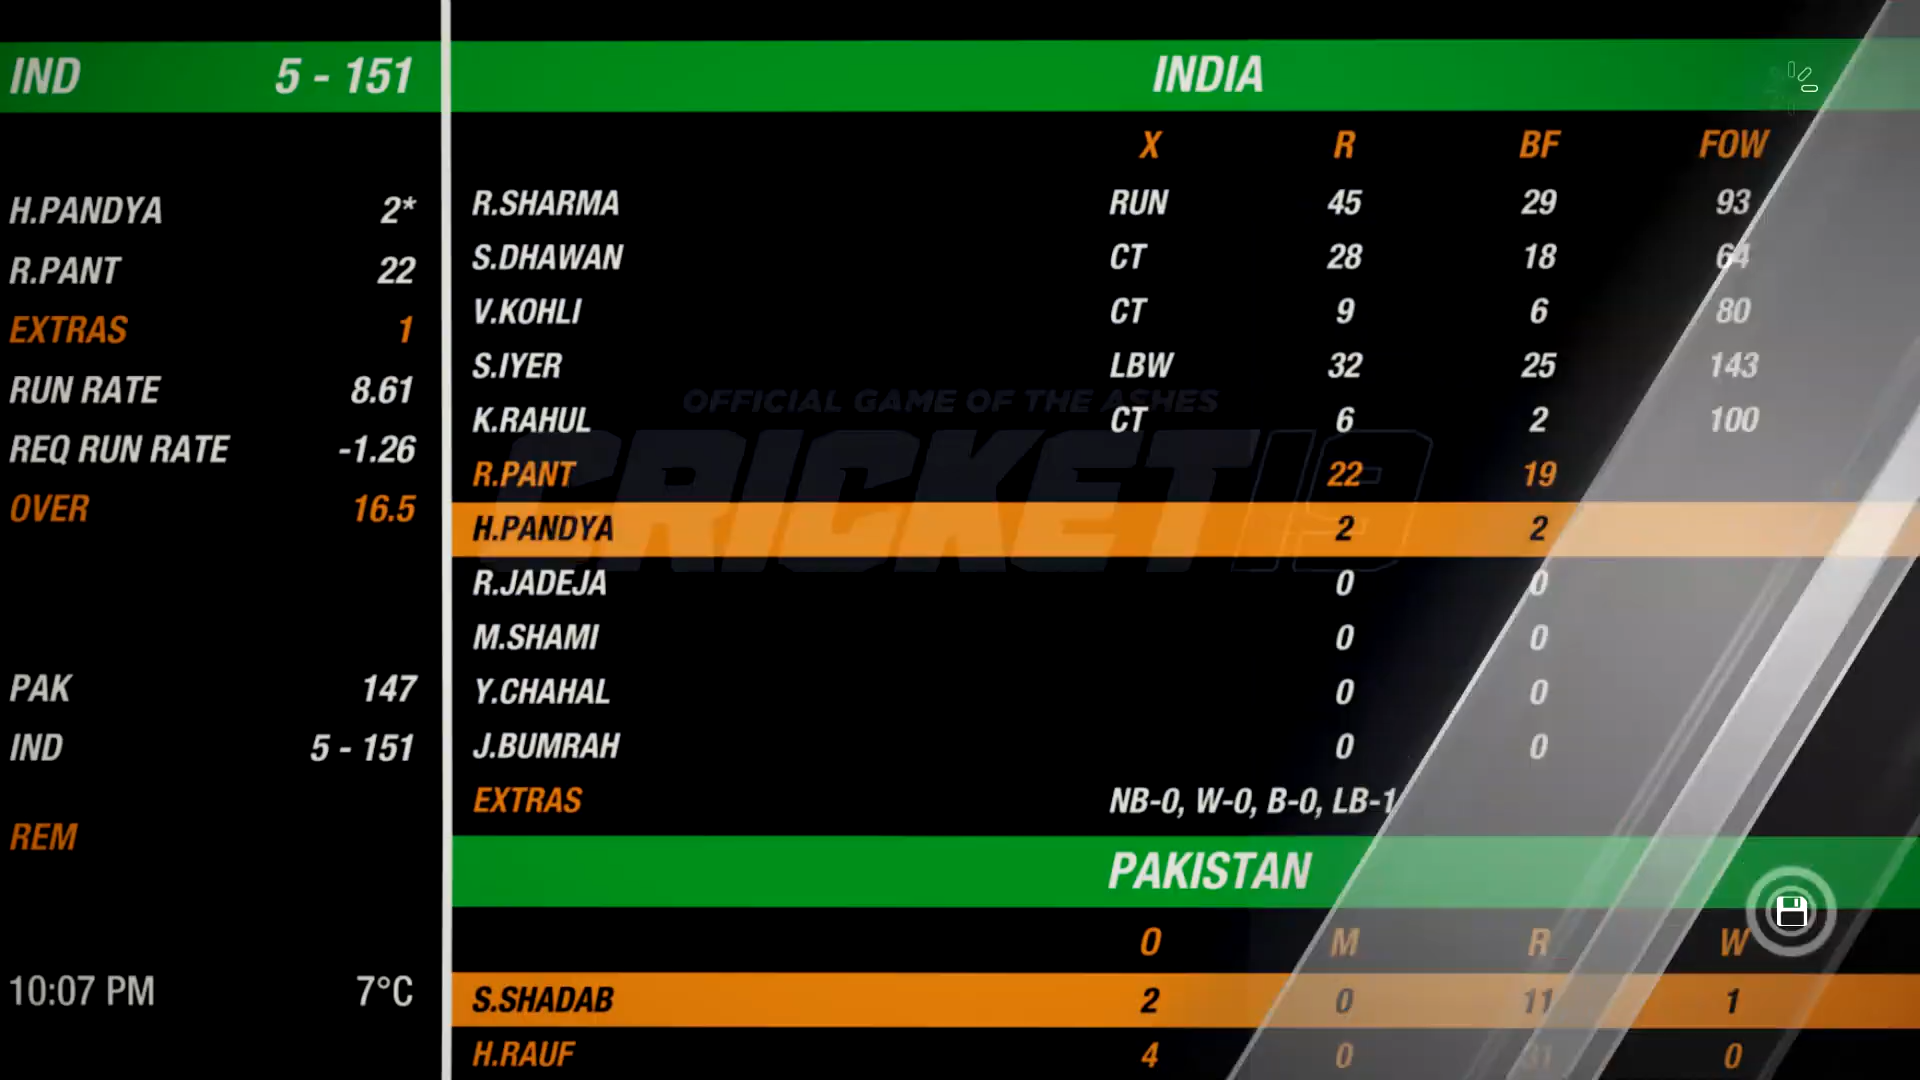 IND 5 - 151
H.PANDYA 2*
R.PANT 22
EXTRAS 1
RUN RATE 8.61
REQ RUN RATE -1.26
OVER 16.5
PAK 147
IND 5 - 151
REM
10:07 PM 7°C
INDIA
X R BF FOW
R.SHARMA RUN 45 29 93
S.DHAWAN CT 28 18 64
V.KOHLI CT 9 6 80
S.IYER LBW 32 25 143
OFFICIAL GAME OF THE ASHES
K.RAHUL CT 6 2 100
CRICKET 19
R.PANT 22 19
H.PANDYA 2 2
R.JADEJA 0 0
M.SHAMI 0 0
Y.CHAHAL 0 0
J.BUMRAH 0 0
EXTRAS NB-0, W-0, B-0, LB-1
PAKISTAN
O M R W
S.SHADAB 2 0 11 1
H.RAUF 4 0 31 0